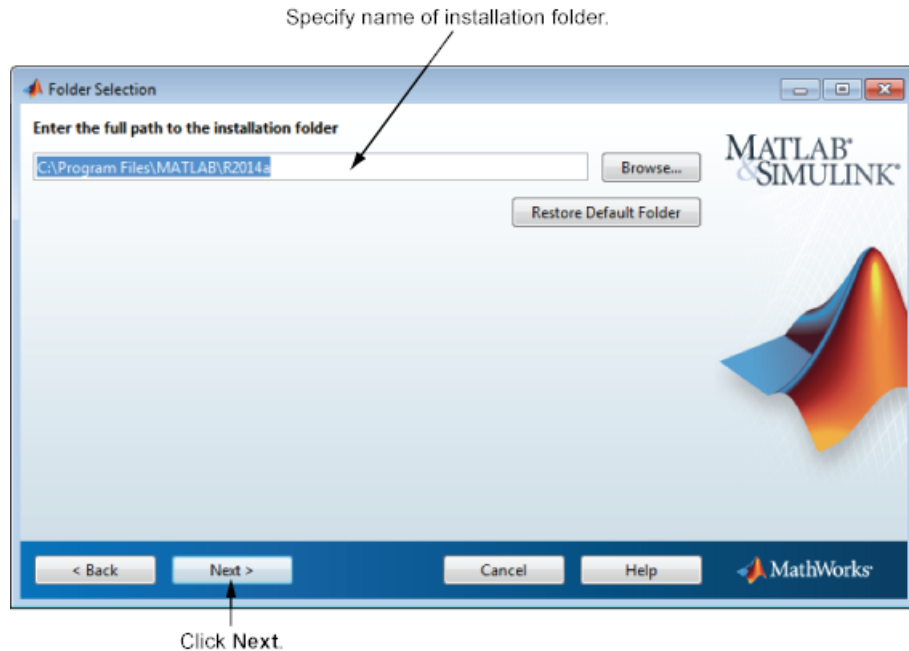 Specify name of installation folder.
Folder Selection
Enter the full path to the installation folder
C:\Program Files\MATLAB\R2014a
Browse...
Restore Default Folder
MATLAB®
&SIMULINK®
< Back
Next >
Cancel
Help
MathWorks®
Click Next.